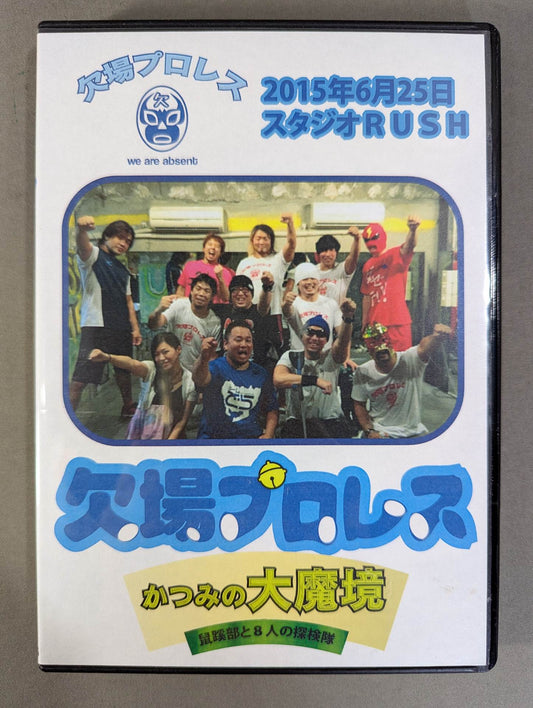 欠場プロレス
欠
we are absent
2015年6月25日
スタジオRUSH
欠場プロレス
かつみの大魔境
鼠蹊部と8人の探検隊